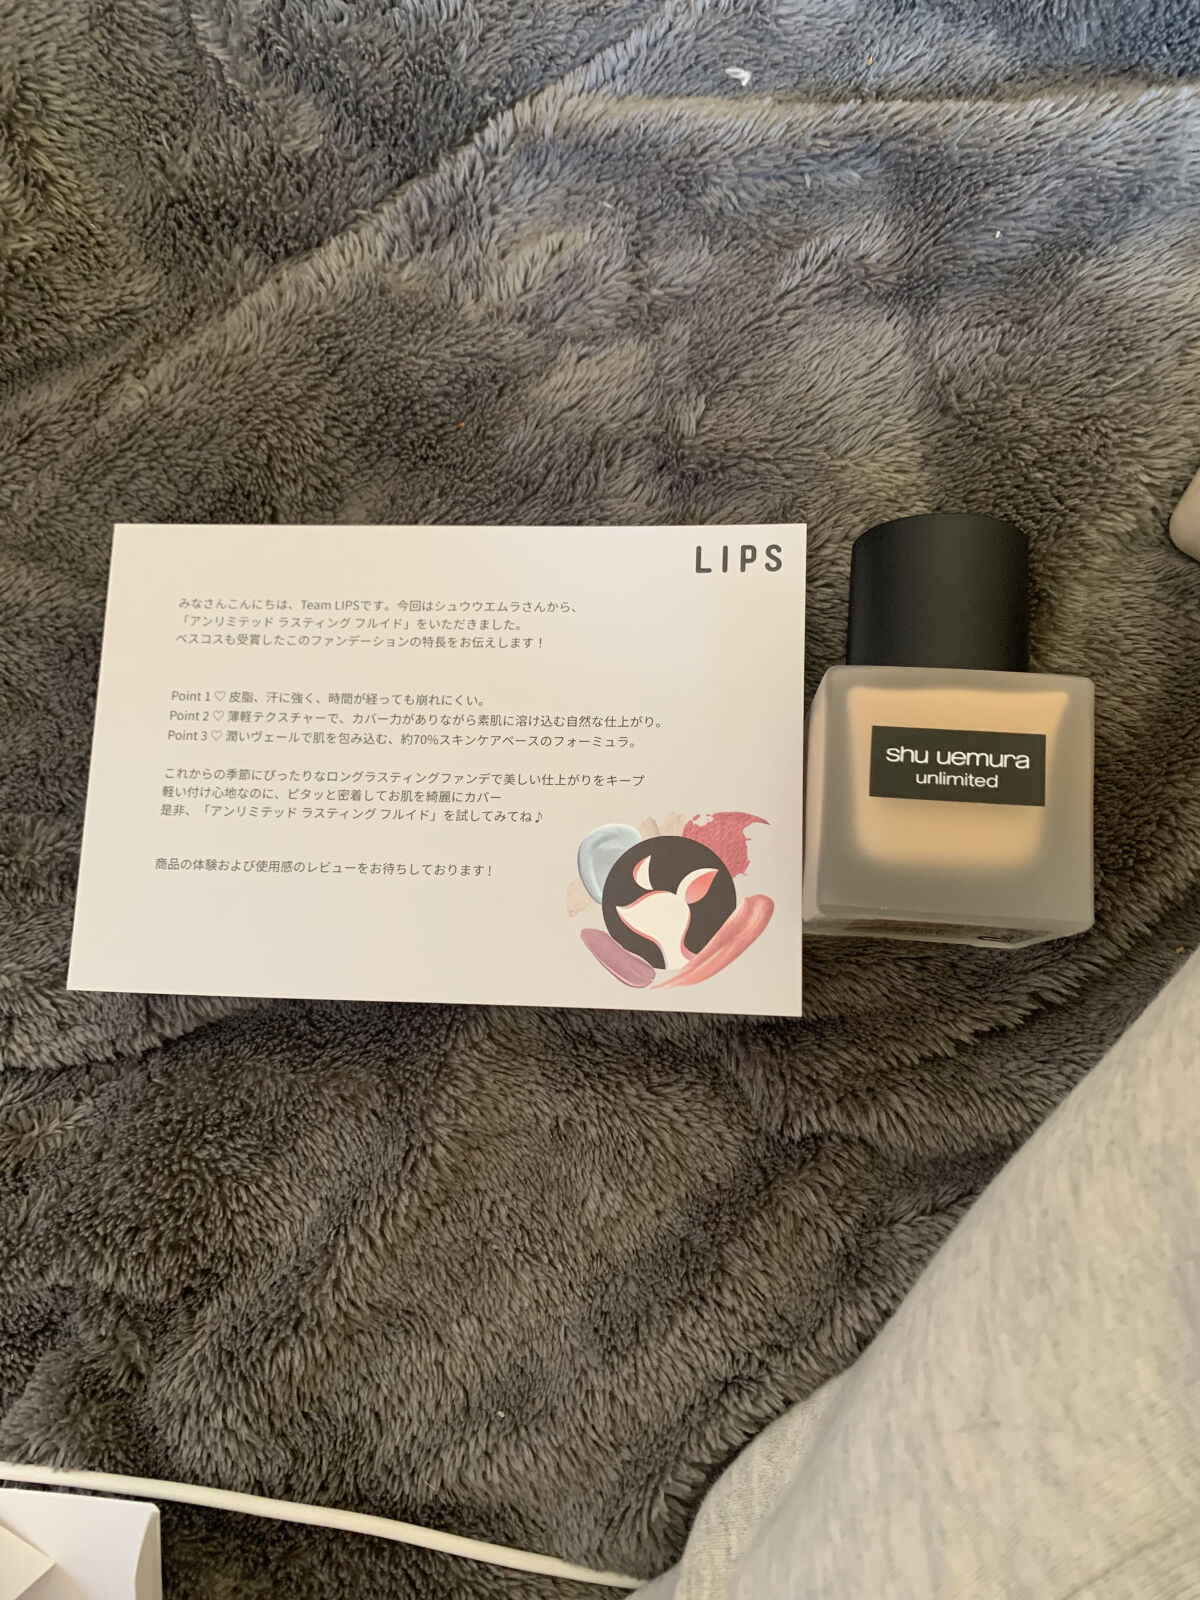 LIPS
みなさんこんにちは、Team LIPSです。今回はシュウウエムラさんから、
「アンリミテッド ラスティング フルイド」をいただきました。
ベスコスも受賞したこのファンデーションの特長をお伝えします！
Point 1 ♡ 皮脂、汗に強く、時間が経っても崩れにくい。
Point 2 ♡ 薄軽テクスチャーで、カバー力がありながら素肌に溶け込む自然な仕上がり。
Point 3 ♡ 潤いヴェールで肌を包み込む、約70%スキンケアベースのフォーミュラ。
これからの季節にぴったりなロングラスティングファンデで美しい仕上がりをキープ
軽い付け心地なのに、ピタッと密着してお肌を綺麗にカバー
是非、「アンリミテッド ラスティング フルイド」を試してみてね♪
商品の体験および使用感のレビューをお待ちしております！
shu uemura
unlimited